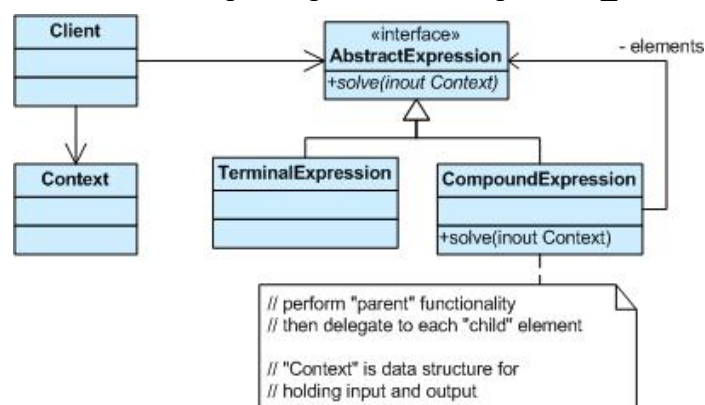 Client
«interface»
AbstractExpression
+solve(inout Context)
- elements
Context
TerminalExpression
CompoundExpression
+solve(inout Context)
// perform "parent" functionality
// then delegate to each "child" element
// "Context" is data structure for
// holding input and output